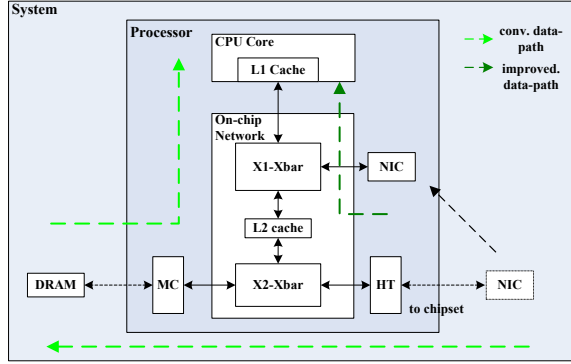 System
Processor
CPU Core
L1 Cache
conv. data-
path
improved.
data-path
On-chip
Network
X1-Xbar
NIC
L2 cache
DRAM
MC
X2-Xbar
HT
NIC
to chipset